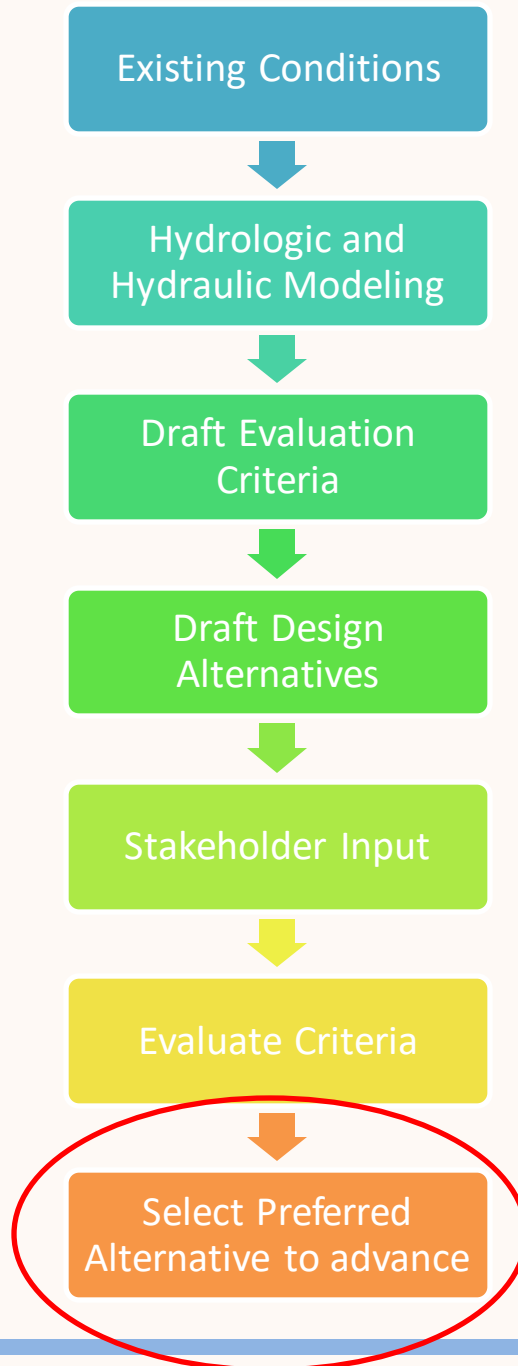 Existing Conditions
Hydrologic and
Hydraulic Modeling
Draft Evaluation
Criteria
Draft Design
Alternatives
Stakeholder Input
Evaluate Criteria
Select Preferred
Alternative to advance